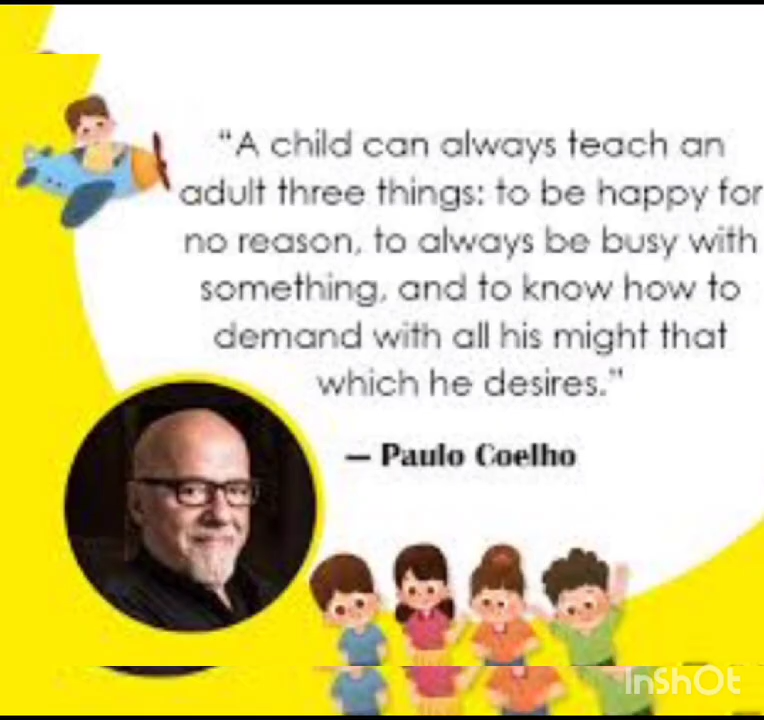 “A child can always teach an
adult three things: to be happy for
no reason, to always be busy with
something, and to know how to
demand with all his might that
which he desires.”
— Paulo Coelho
InShOt